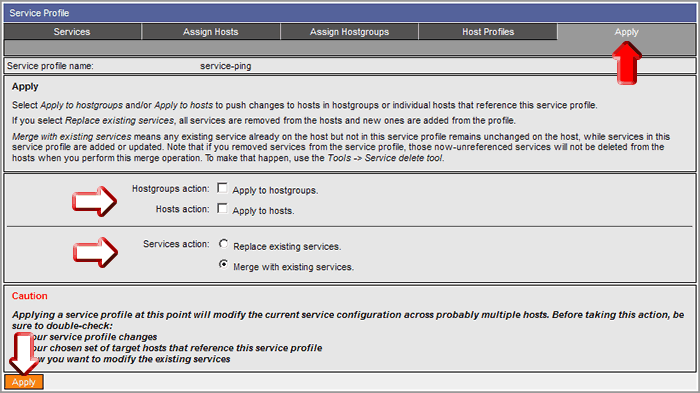 Service Profile
Services Assign Hosts Assign Hostgroups Host Profiles Apply
Service profile name: service-ping
Apply
Select Apply to hostgroups and/or Apply to hosts to push changes to hosts in hostgroups or individual hosts that reference this service profile.
If you select Replace existing services, all services are removed from the hosts and new ones are added from the profile.
Merge with existing services means any existing service already on the host but not in this service profile remains unchanged on the host, while services in this
service profile are added or updated. Note that if you removed services from the service profile, those now-unreferenced services will not be deleted from the
hosts when you perform this merge operation. To make that happen, use the Tools -> Service delete tool.
Hostgroups action: Apply to hostgroups.
Hosts action: Apply to hosts.
Services action: Replace existing services.
Merge with existing services.
Caution
Applying a service profile at this point will modify the current service configuration across probably multiple hosts. Before taking this action, be
sure to double-check:
our service profile changes
our chosen set of target hosts that reference this service profile
w you want to modify the existing services
Apply